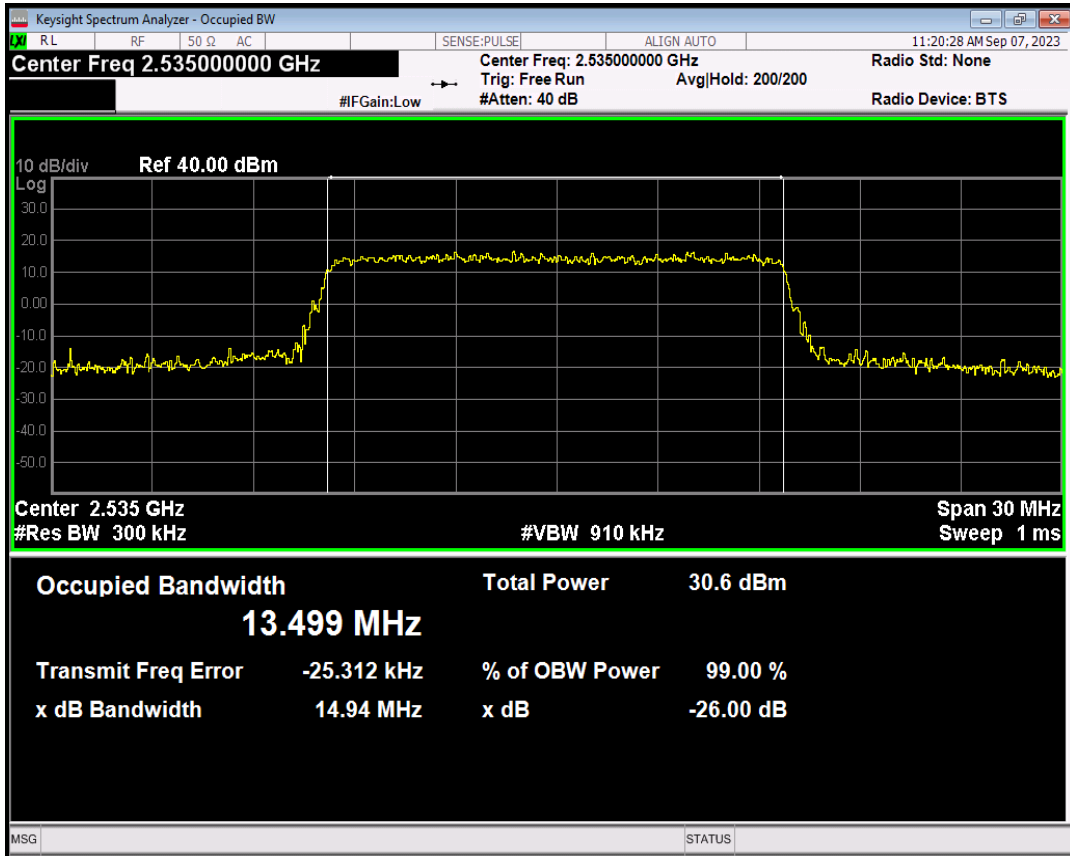 Keysight Spectrum Analyzer - Occupied BW
LXI RL RF 50 Ω AC SENSE:PULSE ALIGN AUTO 11:20:28 AM Sep 07, 2023
Center Freq 2.535000000 GHz Center Freq: 2.535000000 GHz Radio Std: None
Trig: Free Run Avg|Hold: 200/200
#IFGain:Low #Atten: 40 dB Radio Device: BTS
10 dB/div Ref 40.00 dBm
Log
30.0
20.0
10.0
0.00
-10.0
-20.0
-30.0
-40.0
-50.0
Center 2.535 GHz Span 30 MHz
#Res BW 300 kHz #VBW 910 kHz Sweep 1 ms
Occupied Bandwidth Total Power 30.6 dBm
13.499 MHz
Transmit Freq Error -25.312 kHz % of OBW Power 99.00 %
x dB Bandwidth 14.94 MHz x dB -26.00 dB
MSG STATUS